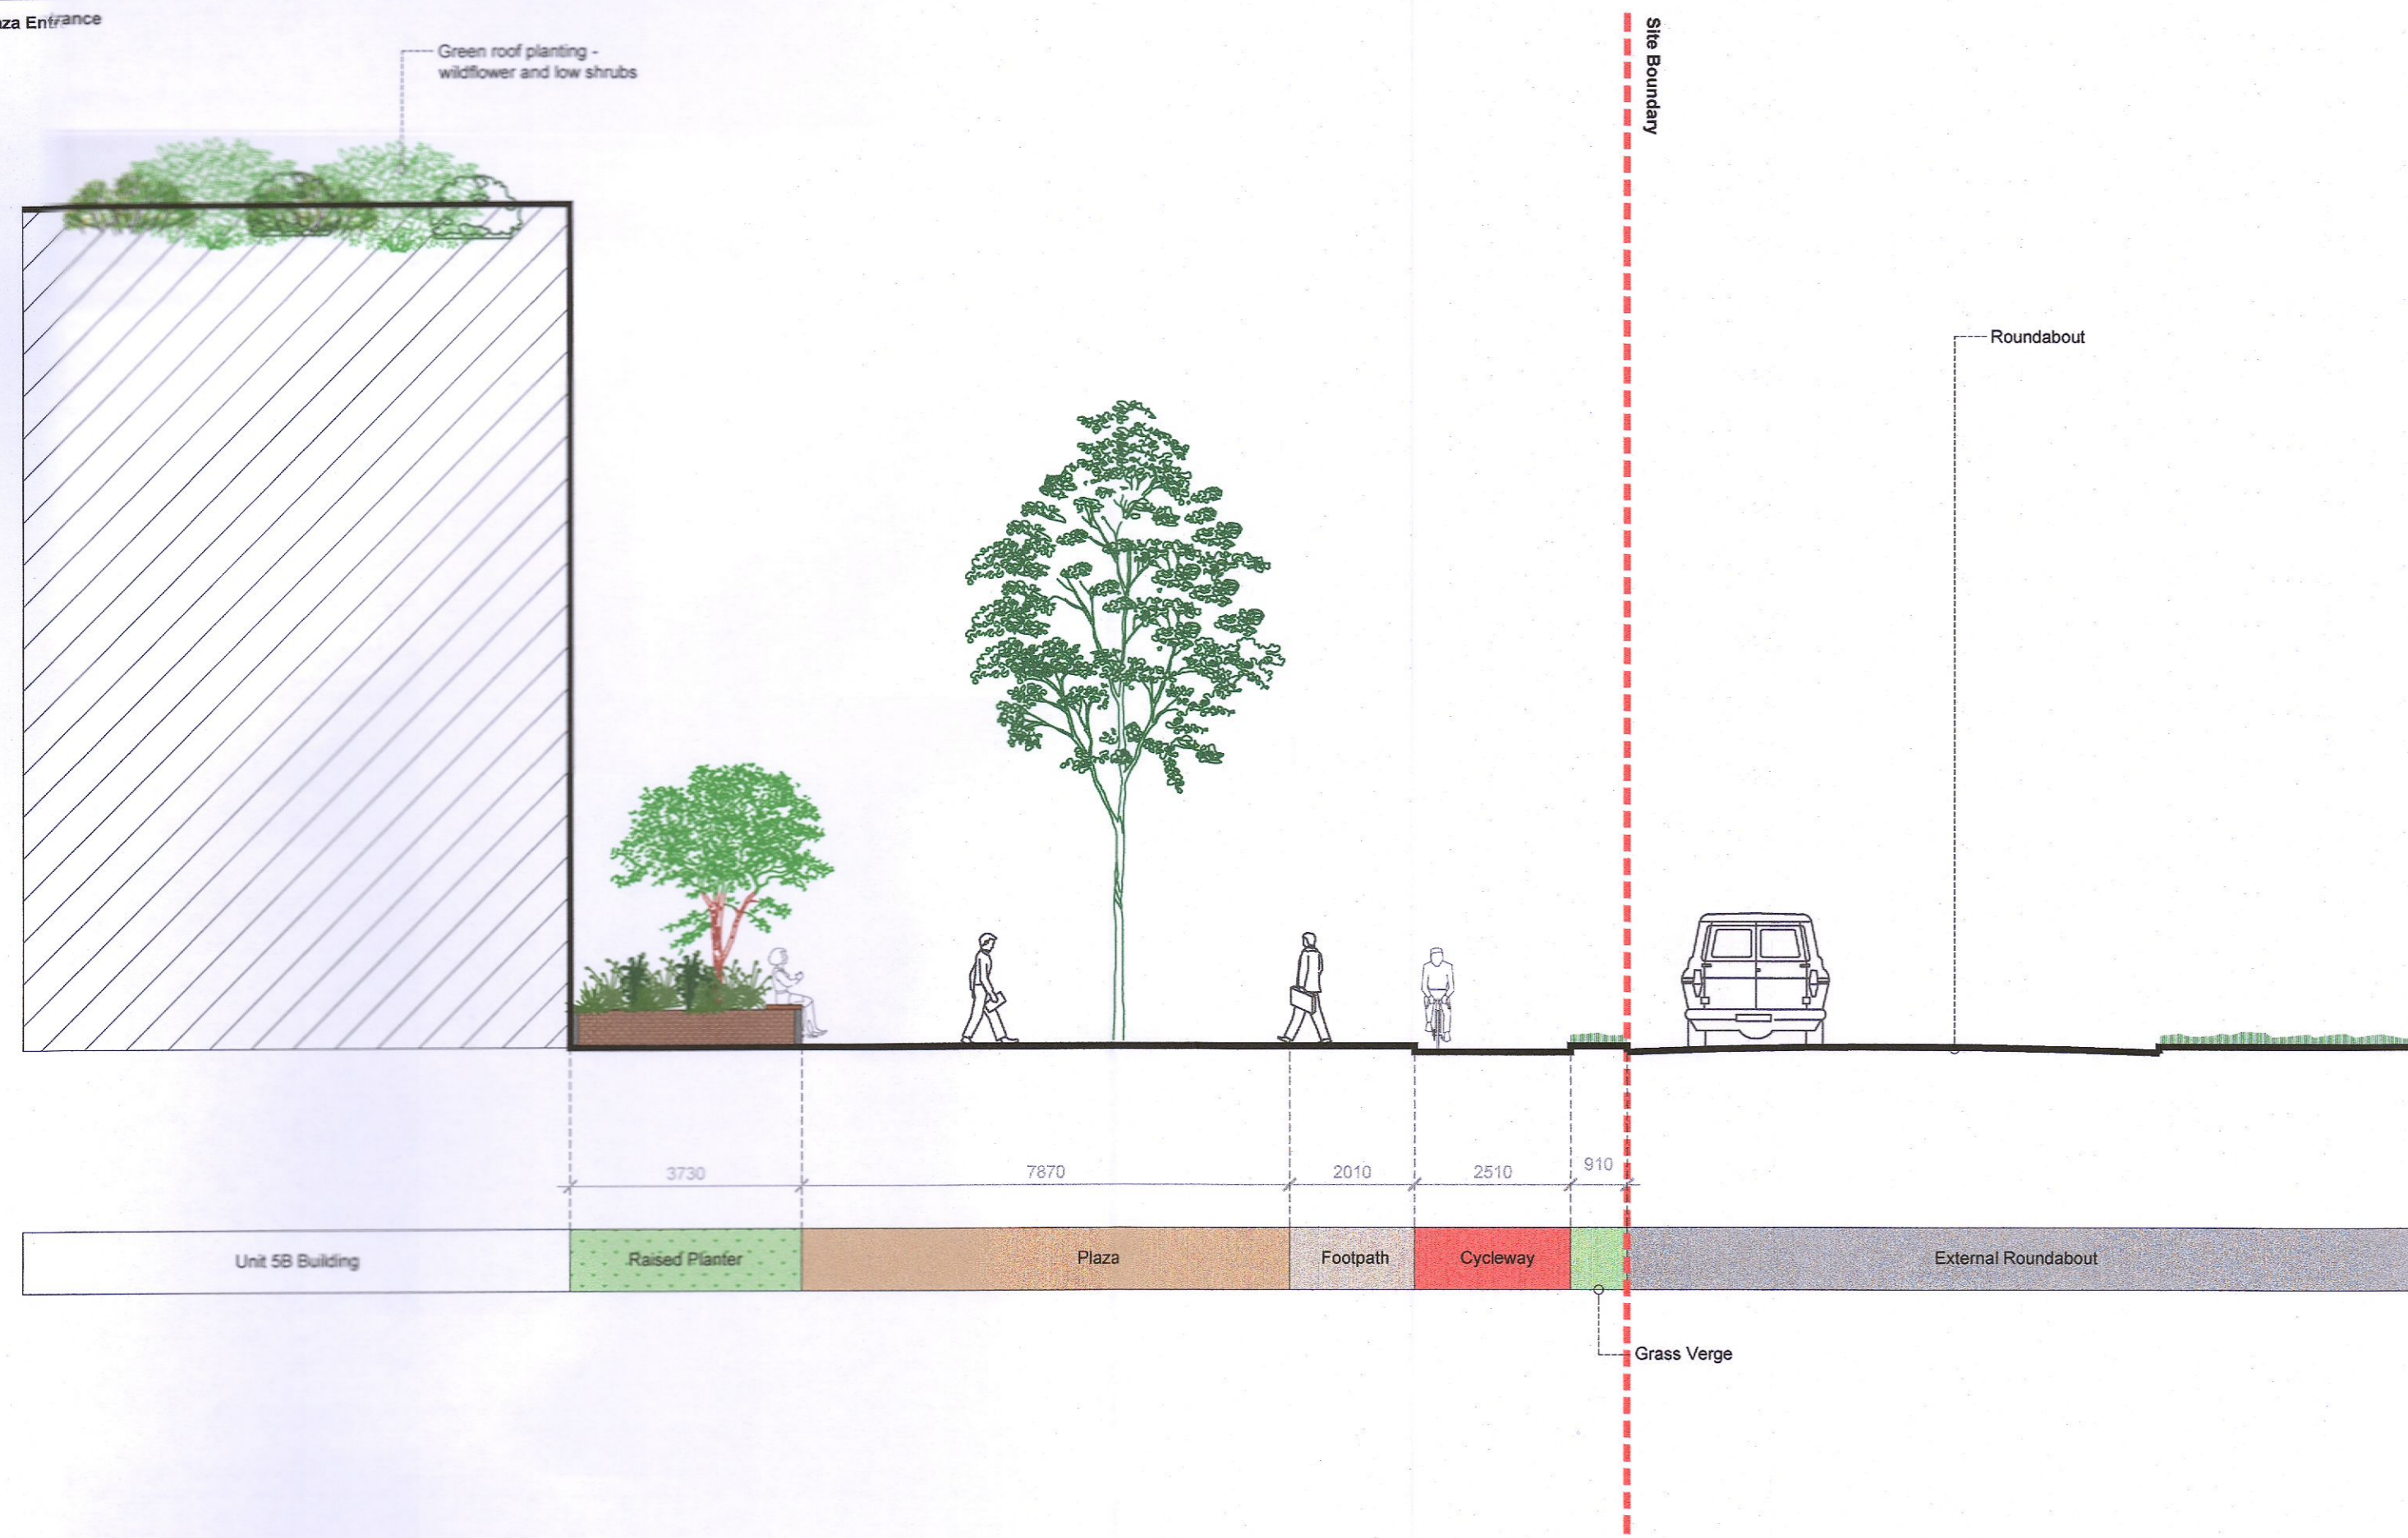 za Entrance
Green roof planting -
wildflower and low shrubs
Site Boundary
Roundabout
3730
7870
2010
2510
910
Unit 5B Building
Raised Planter
Plaza
Footpath
Cycleway
External Roundabout
Grass Verge